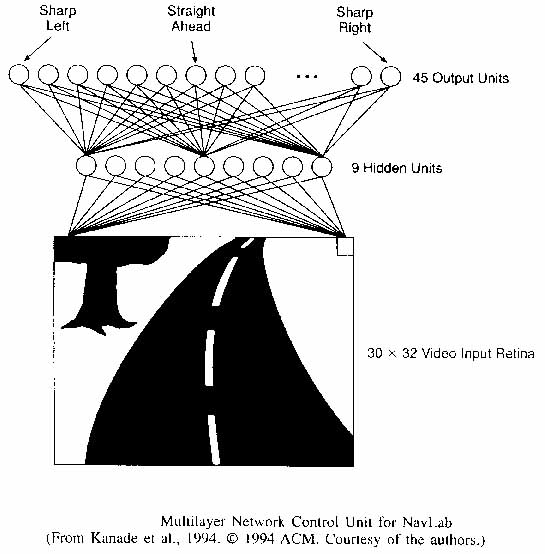 Sharp
Left
Straight
Ahead
Sharp
Right
45 Output Units
9 Hidden Units
30 × 32 Video Input Retina
Multilayer Network Control Unit for NavLab
(From Kanade et al., 1994. © 1994 ACM. Courtesy of the authors.)